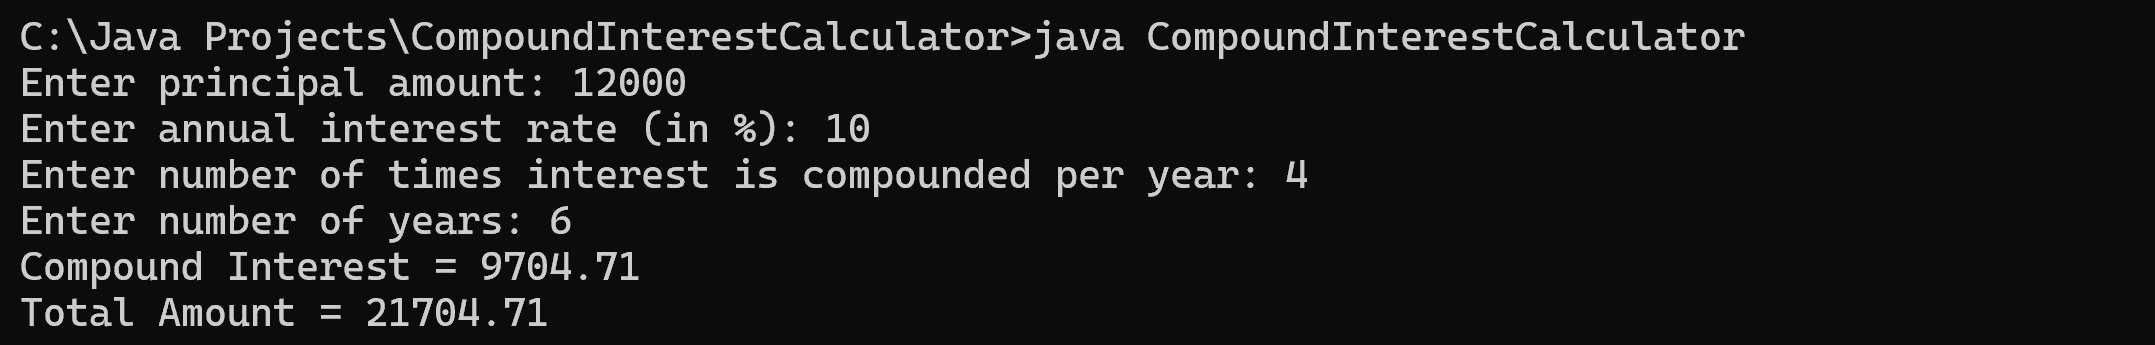 C:\Java Projects\CompoundInterestCalculator>java CompoundInterestCalculator
Enter principal amount: 12000
Enter annual interest rate (in %): 10
Enter number of times interest is compounded per year: 4
Enter number of years: 6
Compound Interest = 9704.71
Total Amount = 21704.71